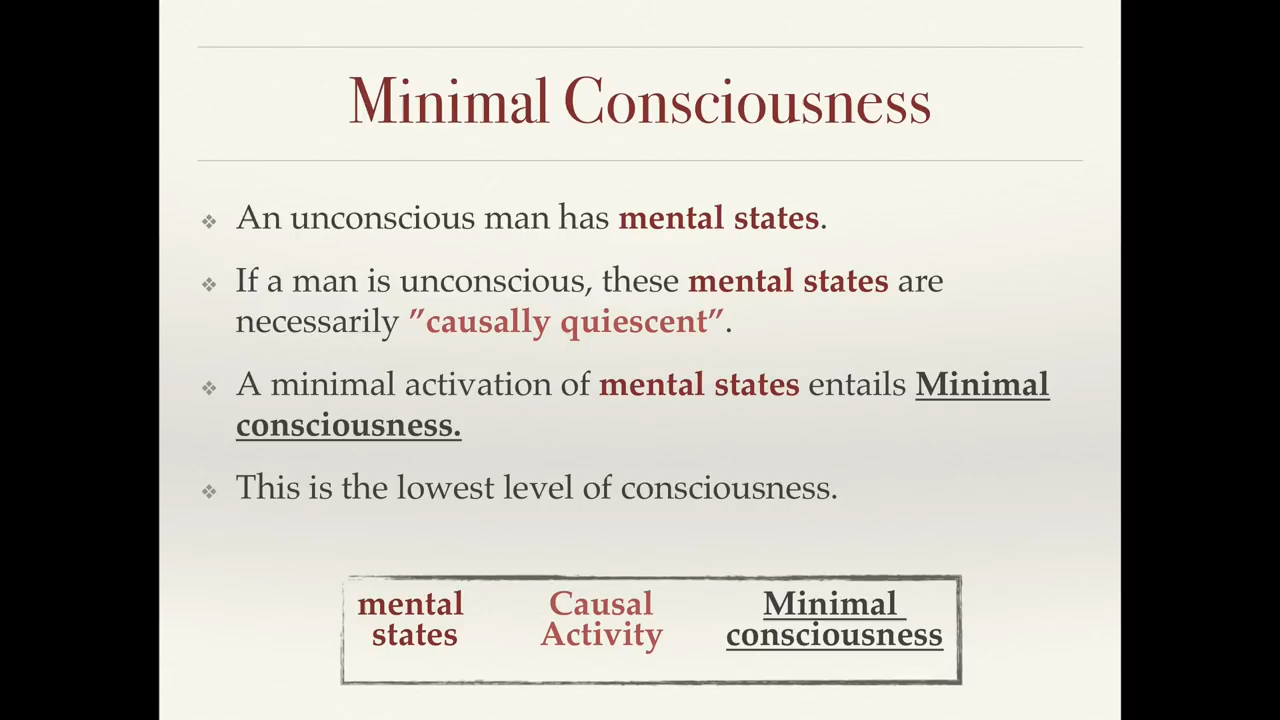 Minimal Consciousness
An unconscious man has mental states.
If a man is unconscious, these mental states are
necessarily ”causally quiescent”.
A minimal activation of mental states entails Minimal
consciousness.
This is the lowest level of consciousness.
mental states
Causal Activity
Minimal consciousness